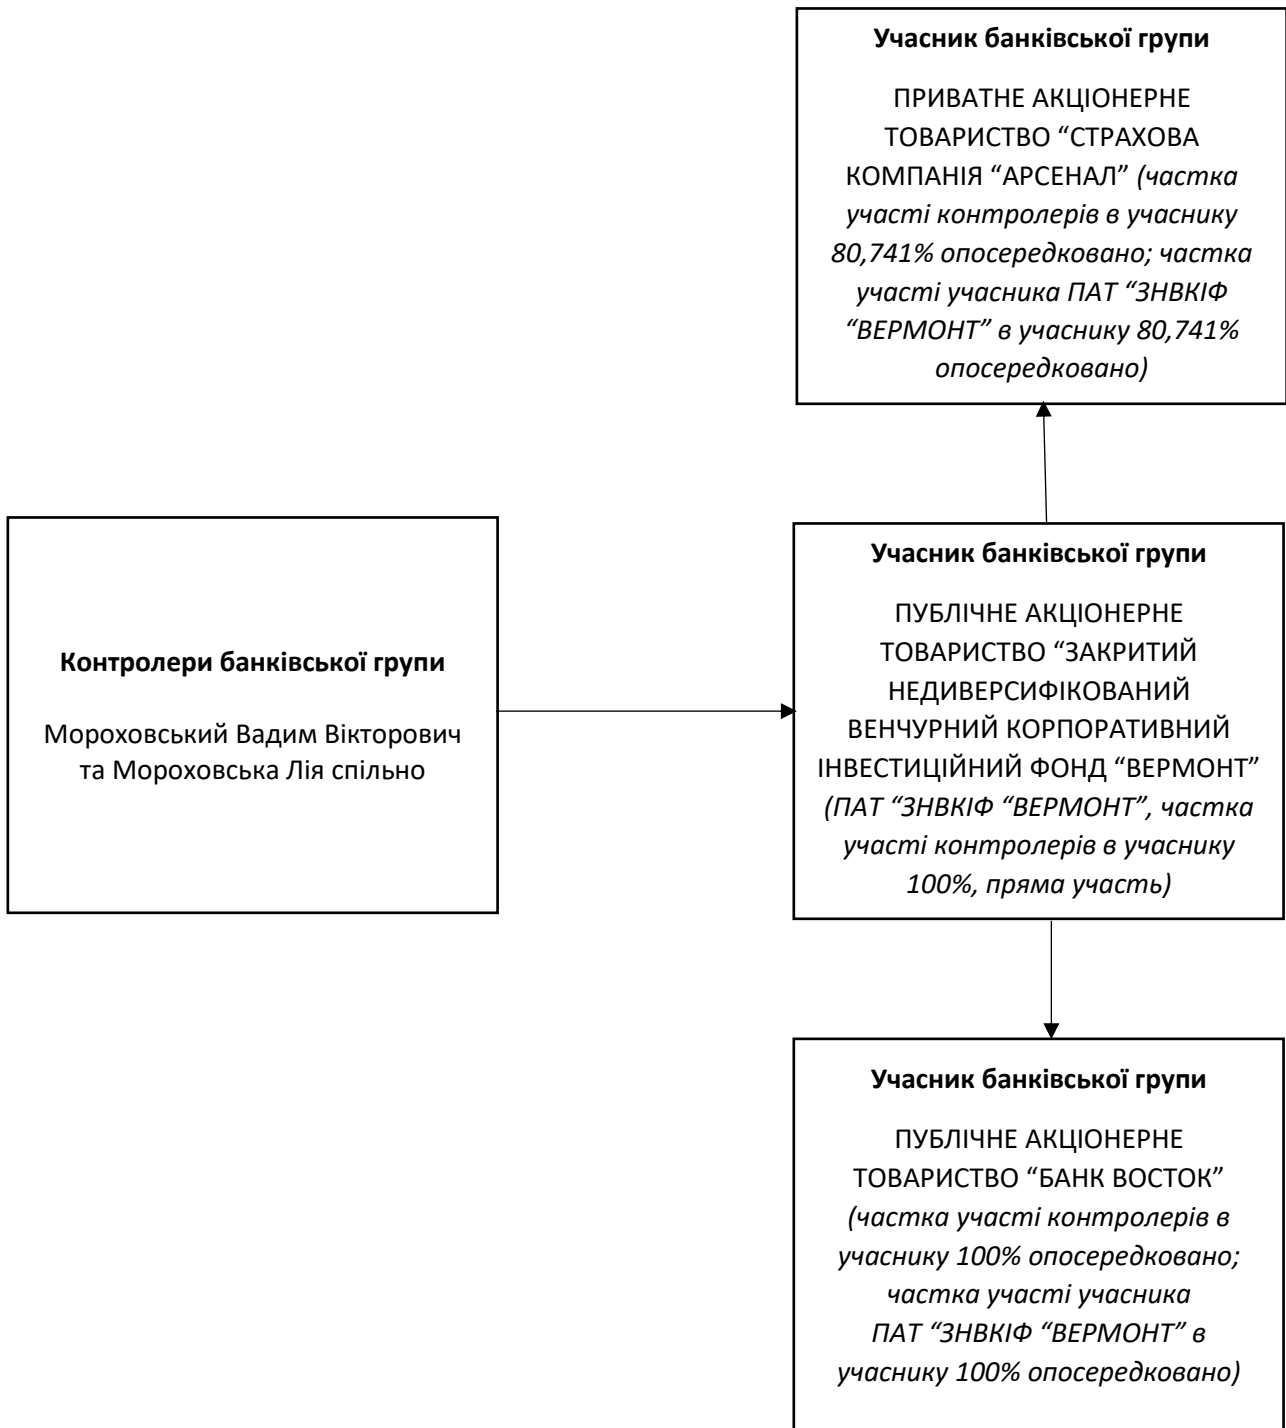 Учасник банківської групи
ПРИВАТНЕ АКЦІОНЕРНЕ
ТОВАРИСТВО “СТРАХОВА
КОМПАНІЯ “АРСЕНАЛ” (частка
участі контролерів в учаснику
80,741% опосередковано; частка
участі учасника ПАТ “ЗНВКІФ
“ВЕРМОНТ” в учаснику 80,741%
опосередковано)
Контролери банківської групи
Мороховський Вадим Вікторович
та Мороховська Лія спільно
Учасник банківської групи
ПУБЛІЧНЕ АКЦІОНЕРНЕ
ТОВАРИСТВО “ЗАКРИТИЙ
НЕДИВЕРСИФІКОВАНИЙ
ВЕНЧУРНИЙ КОРПОРАТИВНИЙ
ІНВЕСТИЦІЙНИЙ ФОНД “ВЕРМОНТ”
(ПАТ “ЗНВКІФ “ВЕРМОНТ”, частка
участі контролерів в учаснику
100%, пряма участь)
Учасник банківської групи
ПУБЛІЧНЕ АКЦІОНЕРНЕ
ТОВАРИСТВО “БАНК ВОСТОК”
(частка участі контролерів в
учаснику 100% опосередковано;
частка участі учасника
ПАТ “ЗНВКІФ “ВЕРМОНТ” в
учаснику 100% опосередковано)